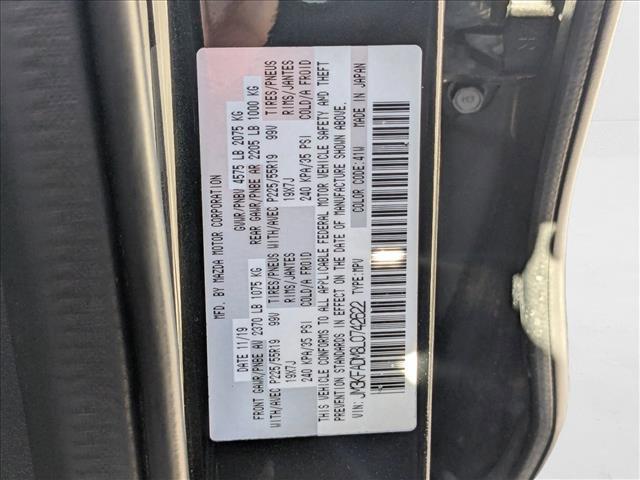 MFD. BY MAZDA MOTOR CORPORATION
DATE 11/19 GVWR/PNBV 4575 LB 2075 KG
FRONT GAWR/PNBE AV 2370 LB 1075 KG REAR GAWR/PNBE AR 2205 LB 1000 KG
WITH/AVEC P225/55R19 99V TIRES/PNEUS WITH/AVEC P225/55R19 99V TIRES/PNEUS
19X7J RIMS/JANTES 19X7J RIMS/JANTES
240 KPA/35 PSI COLD/A FROID 240 KPA/35 PSI COLD/A FROID
THIS VEHICLE CONFORMS TO ALL APPLICABLE FEDERAL MOTOR VEHICLE SAFETY AND THEFT
PREVENTION STANDARDS IN EFFECT ON THE DATE OF MANUFACTURE SHOWN ABOVE.
VIN: JM3KFADM8L0742622 TYPE:MPV COLOR CODE:41W MADE IN JAPAN